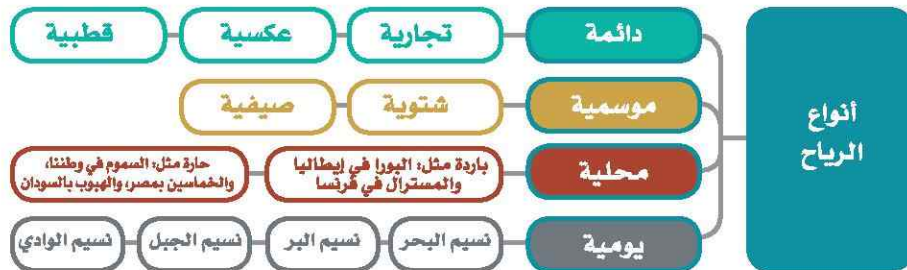 أنواع
الرياح
دائمة
تجارية
عكسية
قطبية
موسمية
شتوية
صيفية
محلية
باردة مثل: البورا في إيطاليا
والمسترال في فرنسا
حارة مثل: السموم في وطننا،
والخماسين بمصر، والهبوب بالسودان
يومية
نسيم البحر
نسيم البر
نسيم الجبل
نسيم الوادي